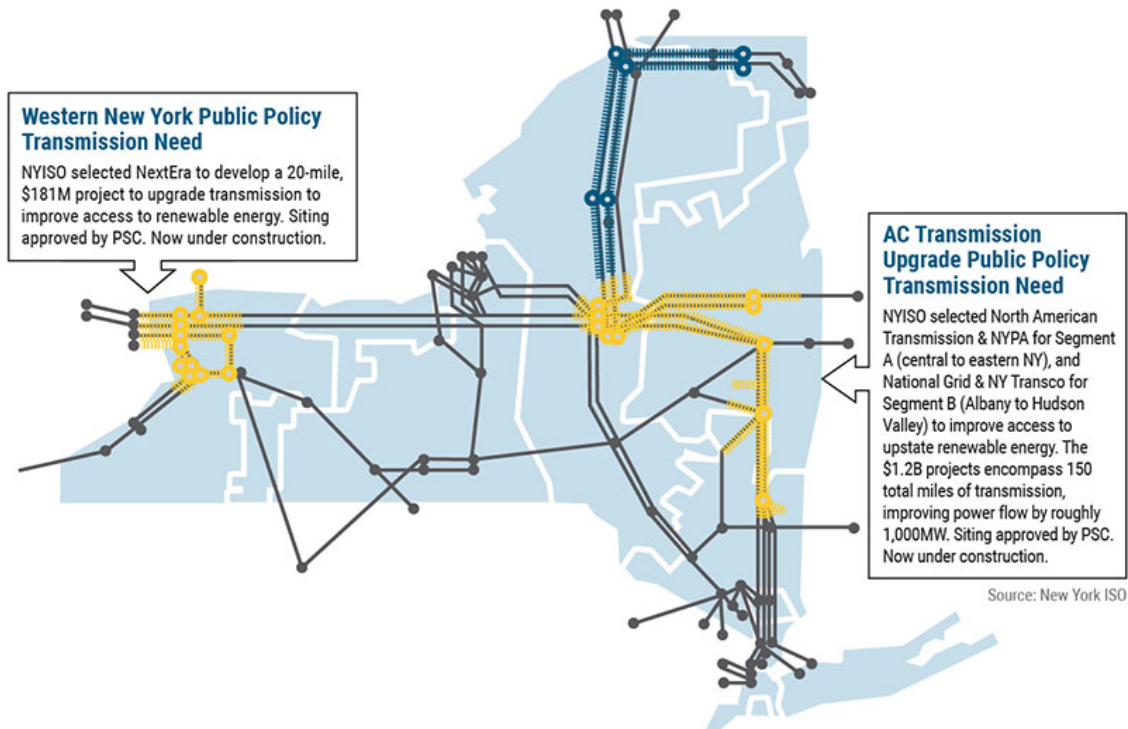 Western New York Public Policy
Transmission Need
NYISO selected NextEra to develop a 20-mile,
$181M project to upgrade transmission to
improve access to renewable energy. Siting
approved by PSC. Now under construction.
AC Transmission
Upgrade Public Policy
Transmission Need
NYISO selected North American
Transmission & NYPA for Segment
A (central to eastern NY), and
National Grid & NY Transco for
Segment B (Albany to Hudson
Valley) to improve access to
upstate renewable energy. The
$1.2B projects encompass 150
total miles of transmission,
improving power flow by roughly
1,000MW. Siting approved by PSC.
Now under construction.
Source: New York ISO